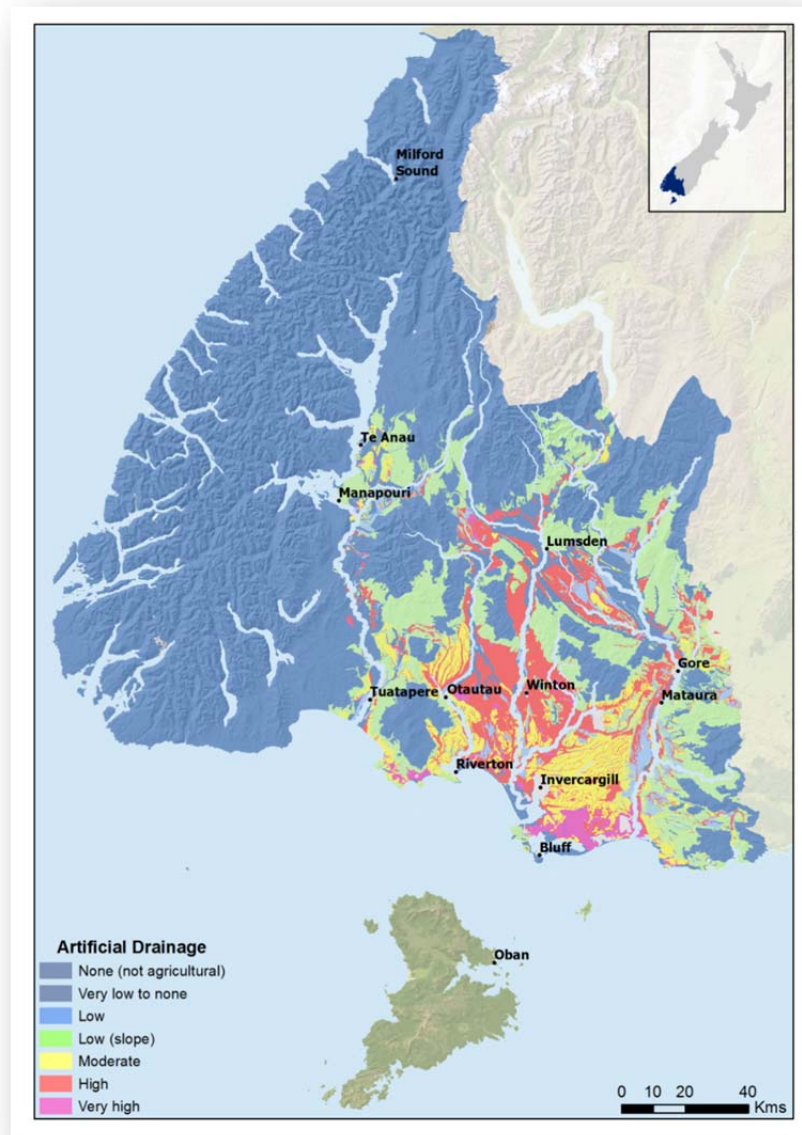 Milford
Sound
Te Anau
Manapouri
Lumsden
Gore
Tuatapere
Otautau
Winton
Mataura
Riverton
Invercargill
Bluff
Oban
Artificial Drainage
None (not agricultural)
Very low to none
Low
Low (slope)
Moderate
High
Very high
0 10 20 40
Kms